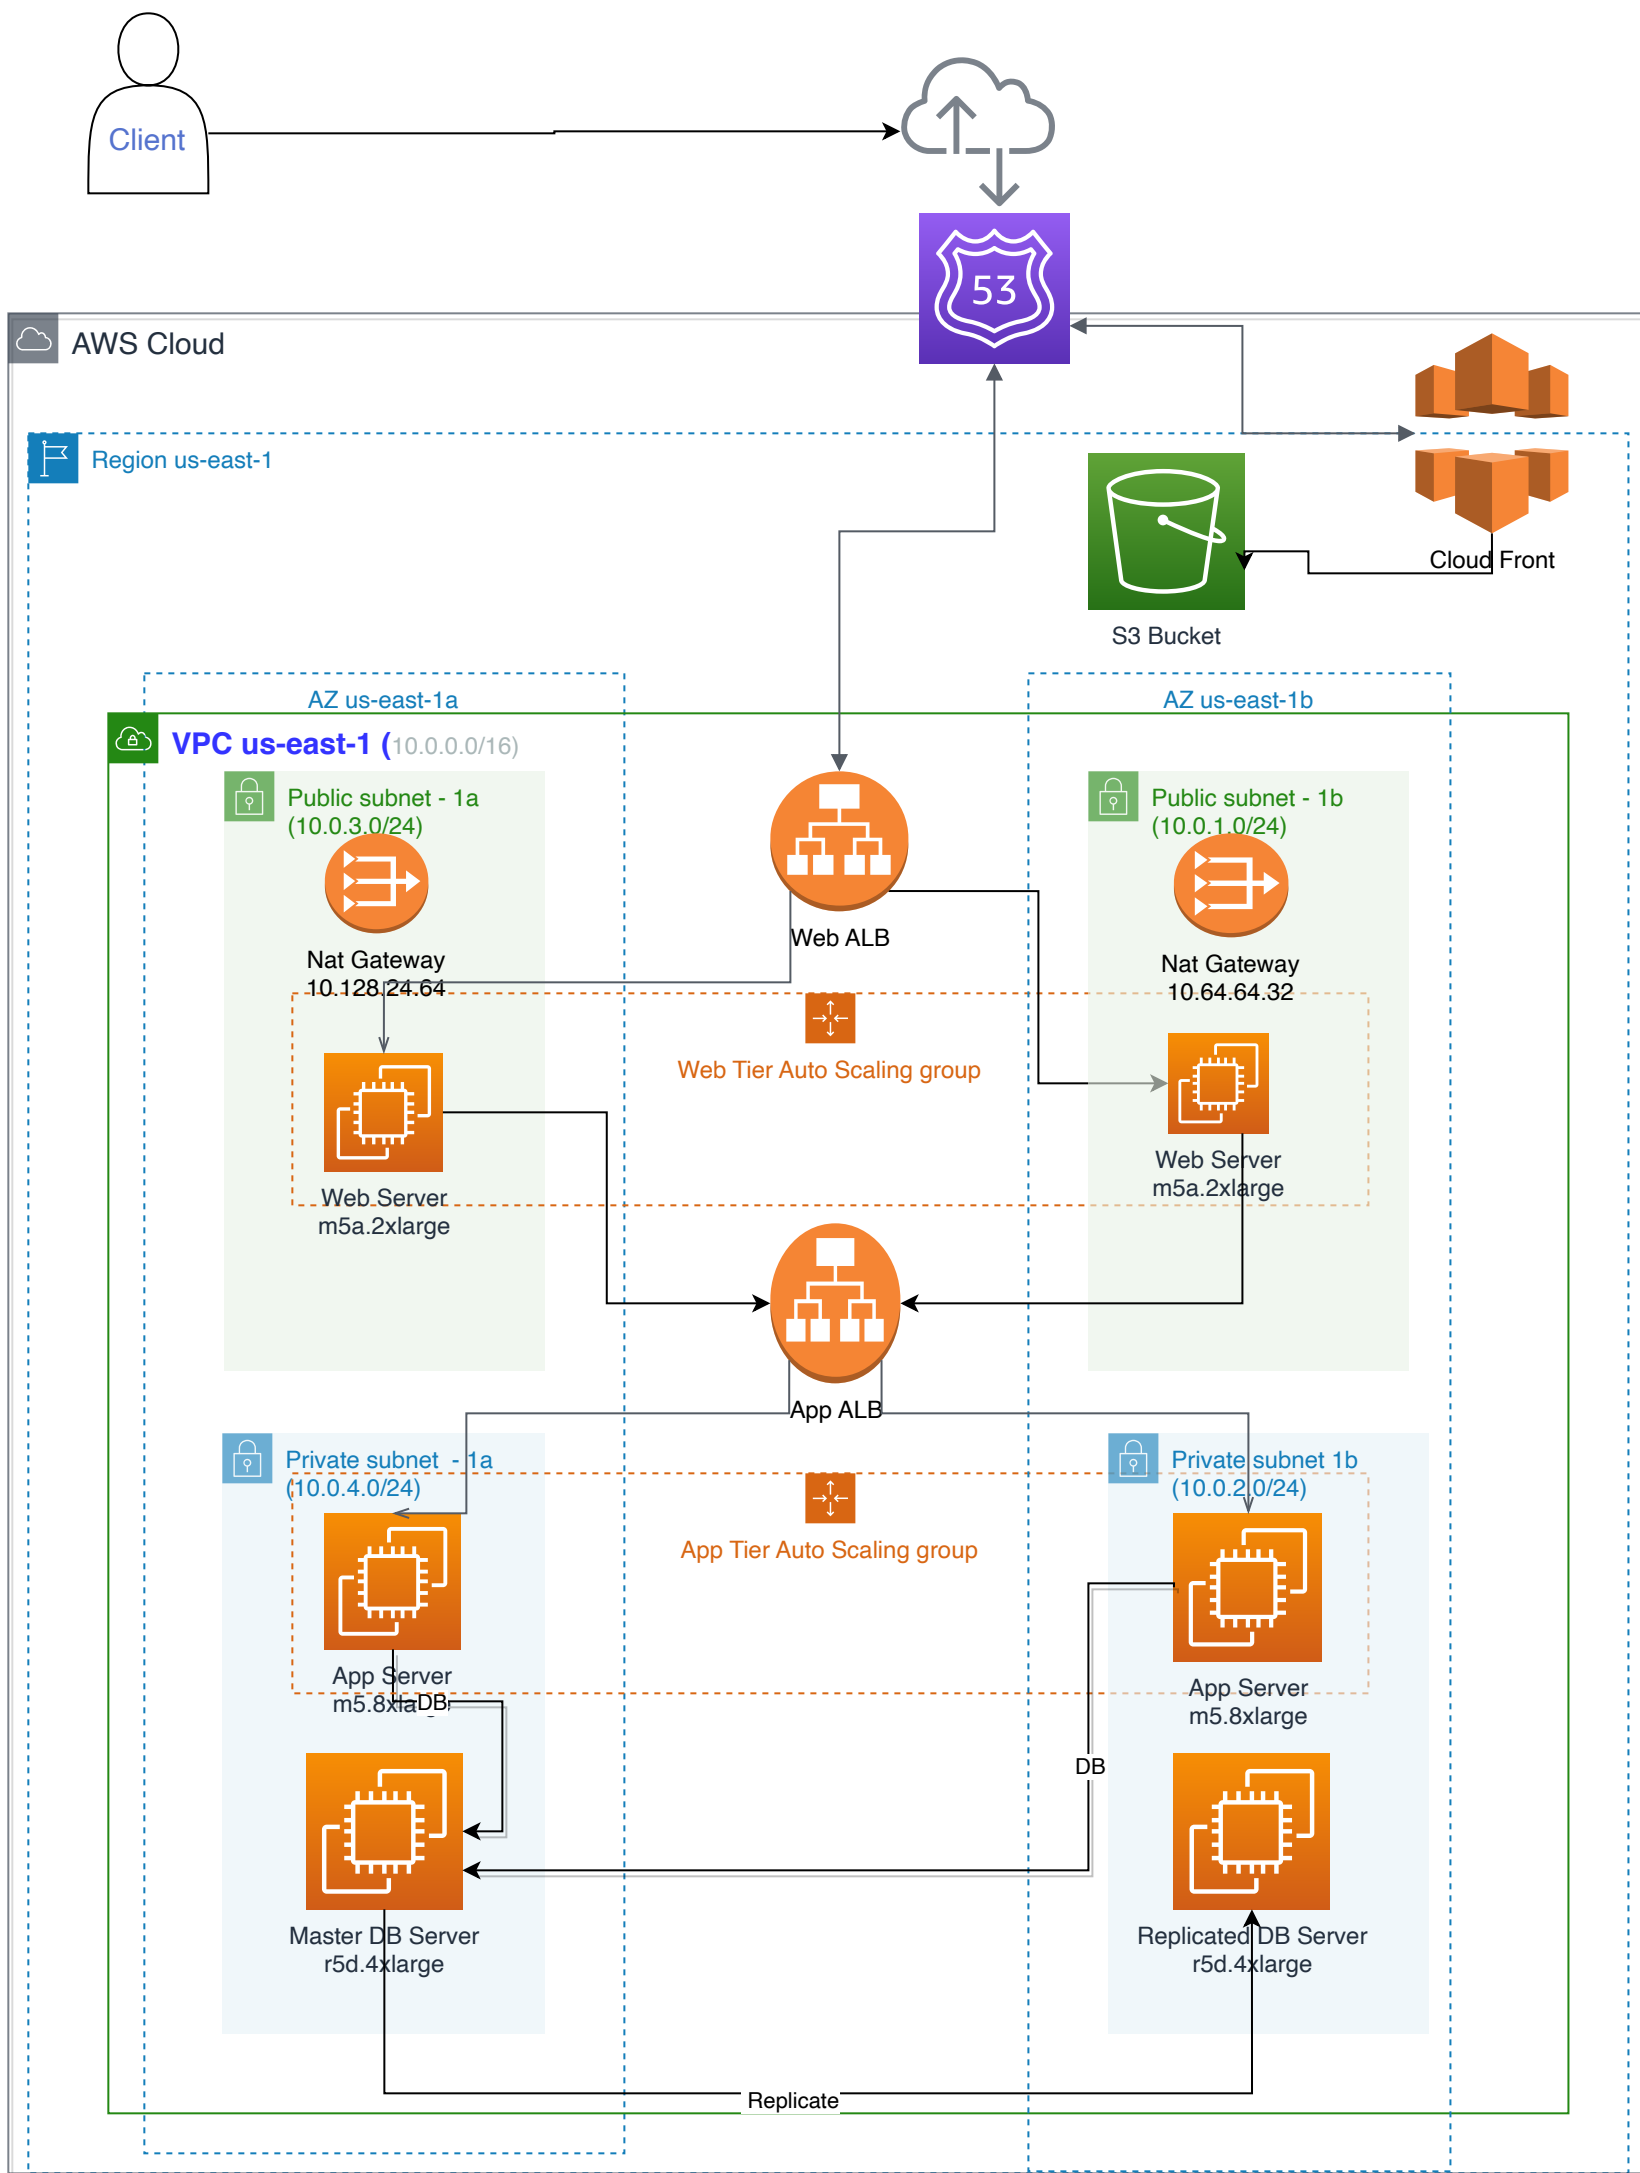 Client
53
AWS Cloud
Region us-east-1
Cloud Front
S3 Bucket
AZ us-east-1a
AZ us-east-1b
VPC us-east-1 (10.0.0.0/16)
Public subnet - 1a
(10.0.3.0/24)
Public subnet - 1b
(10.0.1.0/24)
Web ALB
Nat Gateway
10.128.24.64
Nat Gateway
10.64.64.32
Web Tier Auto Scaling group
Web Server
m5a.2xlarge
Web Server
m5a.2xlarge
App ALB
Private subnet - 1a
(10.0.4.0/24)
Private subnet 1b
(10.0.2.0/24)
App Tier Auto Scaling group
App Server
m5.8xlarge
DB
App Server
m5.8xlarge
DB
Master DB Server
r5d.4xlarge
Replicated DB Server
r5d.4xlarge
Replicate